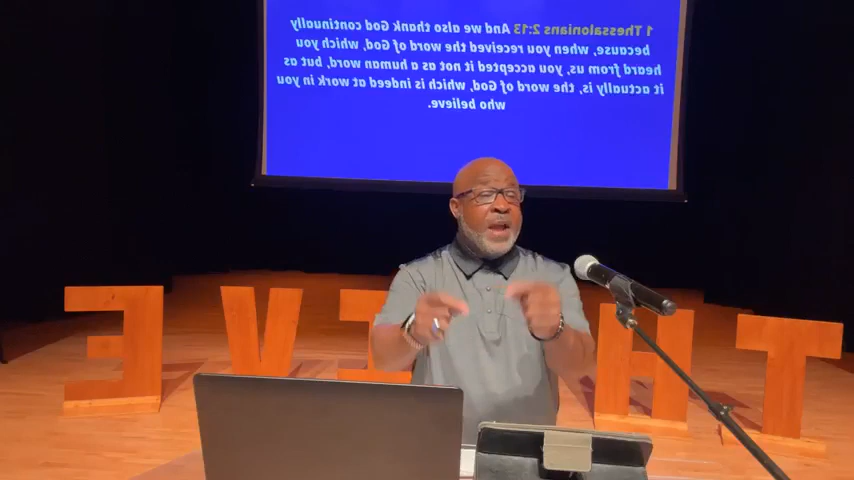 1 Thessalonians 2:13 And we also thank God continually
because, when you received the word of God, which you
heard from us, you accepted it not as a human word, but as
it actually is, the word of God, which is indeed at work in you
who believe.
TH IVE